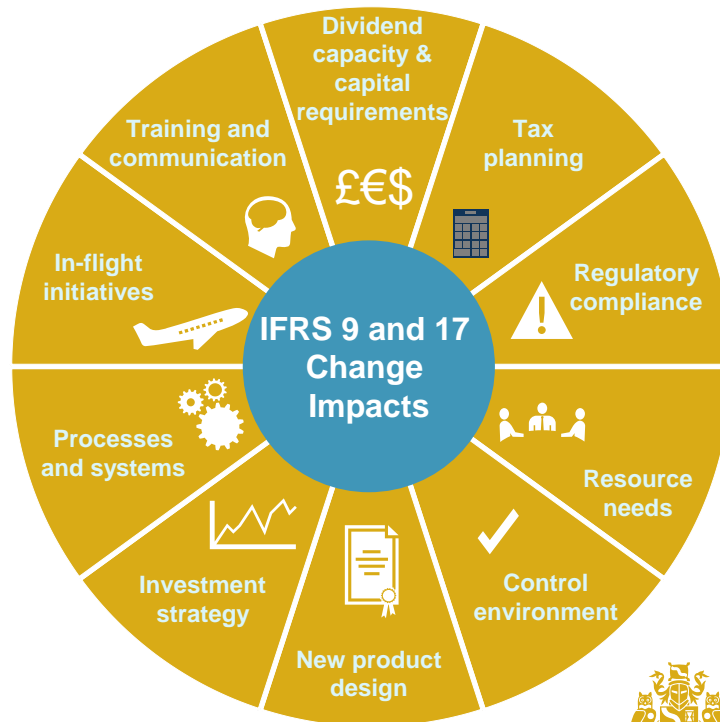 Dividend
capacity &
capital
requirements
£€$
Tax
planning
Regulatory
compliance
Resource
needs
Control
environment
New product
design
Investment
strategy
Processes
and systems
In-flight
initiatives
Training and
communication
IFRS 9 and 17
Change
Impacts